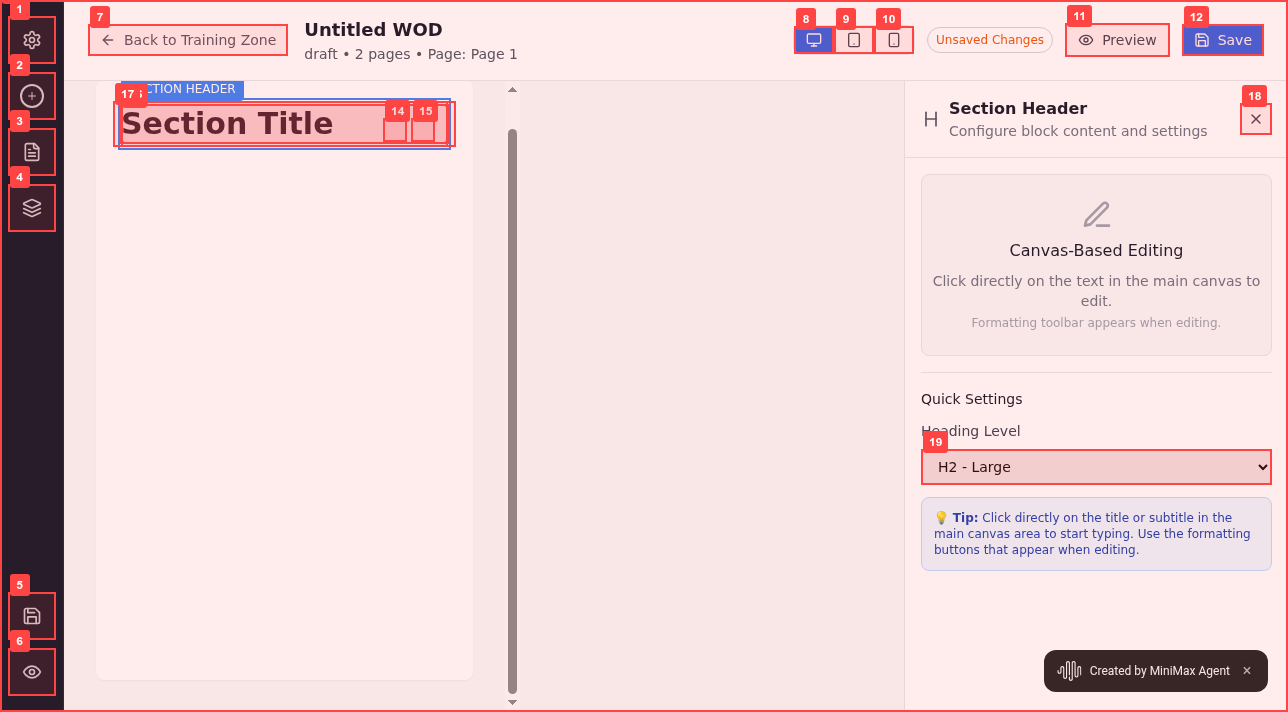 1
2
3
4
5
6
7
Back to Training Zone
Untitled WOD
draft • 2 pages • Page: Page 1
8
9
10
Unsaved Changes
11
Preview
12
Save
CTION HEADER
17
Section Title
14
15
Section Header
Configure block content and settings
18
Canvas-Based Editing
Click directly on the text in the main canvas to
edit.
Formatting toolbar appears when editing.
Quick Settings
Heading Level
19
H2 - Large
💡 Tip: Click directly on the title or subtitle in the
main canvas area to start typing. Use the formatting
buttons that appear when editing.
Created by MiniMax Agent